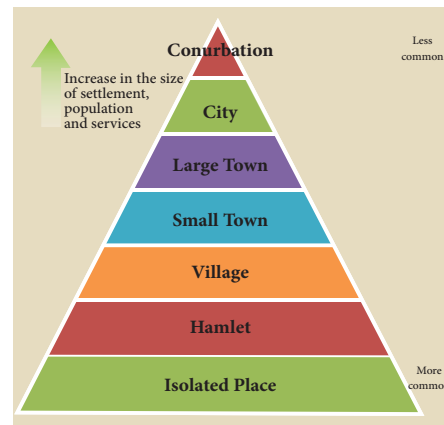 Conurbation
Less
common
Increase in the size
of settlement,
population
and services
City
Large Town
Small Town
Village
Hamlet
More
commo
Isolated Place